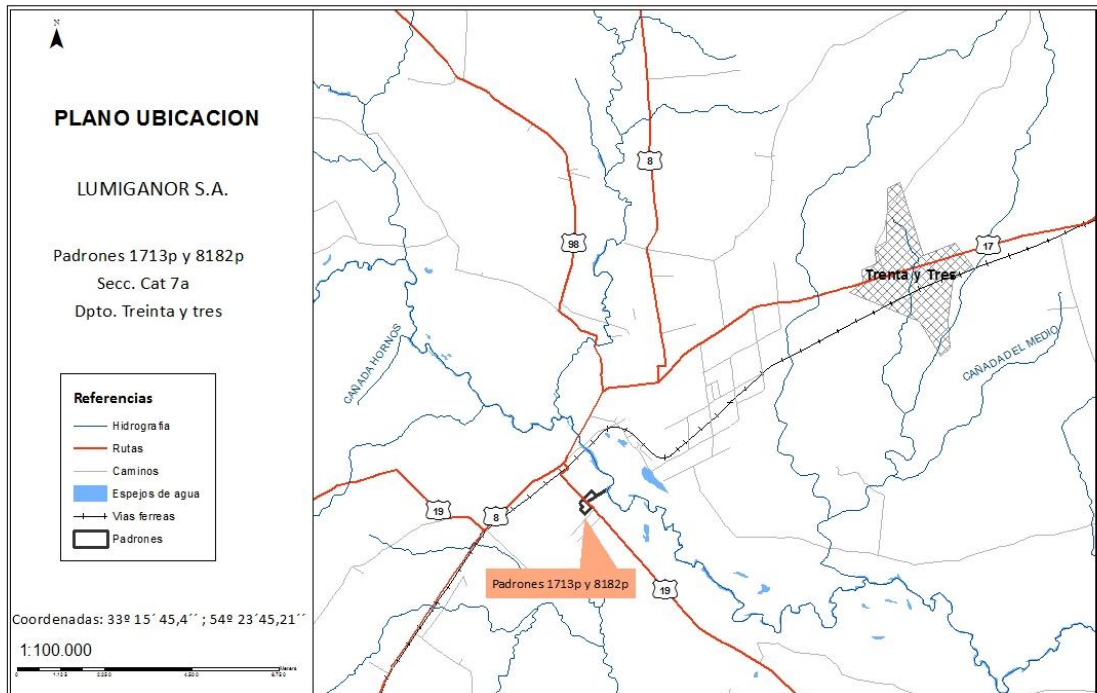 N
PLANO UBICACION
LUMIGANOR S.A.
Padrones 1713p y 8182p
Secc. Cat 7a
Dpto. Treinta y tres
Referencias
Hidrografia
Rutas
Caminos
Espejos de agua
Vias ferreas
Padrones
Coordenadas: 33º 15´ 45,4´´ ; 54º 23´45,21´´
1:100.000
Meters
8
98
17
Trenta y Tres
CAÑADA HORNOS
CAÑADA DEL MEDIO
19
8
Padrones 1713p y 8182p
19